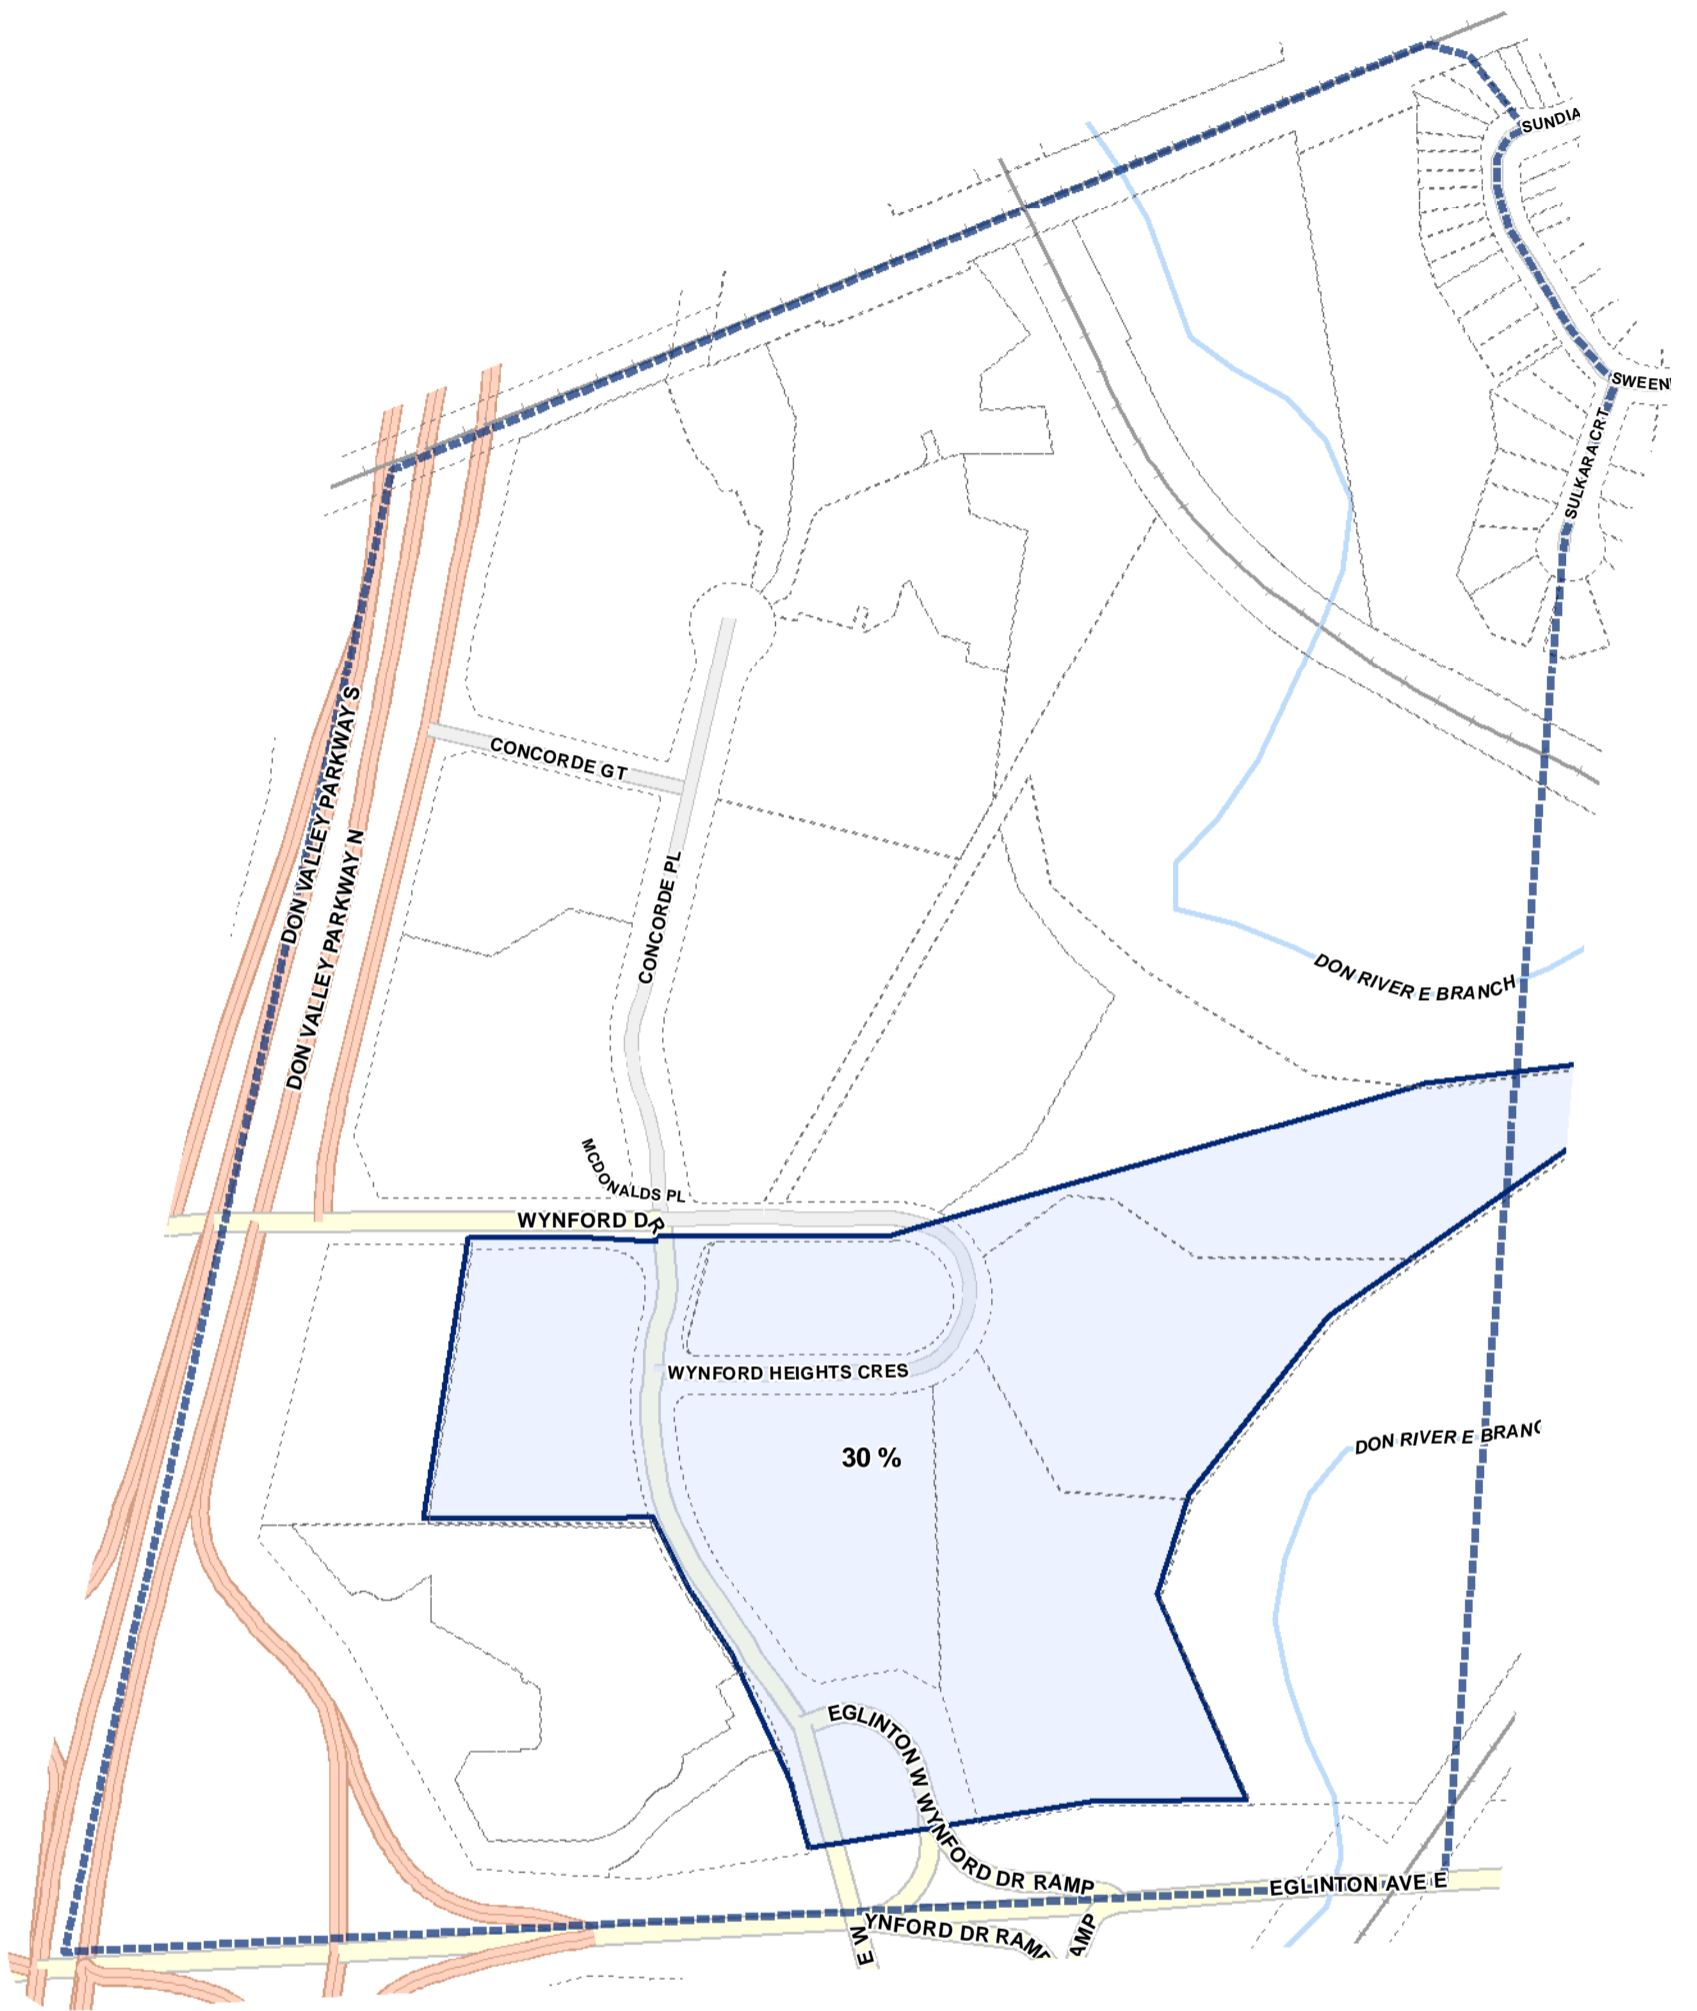 SUNDIA
SWEEN
SULKARA CRT
DON VALLEY PARKWAY S
DON VALLEY PARKWAY N
CONCORDE GT
CONCORDE PL
DON RIVER E BRANCH
MCDONALDS PL
WYNFORD DR
WYNFORD HEIGHTS CRES
DON RIVER E BRANC
30 %
EGLINTON W WYNFORD DR RAMP
EGLINTON AVE E
YNFORD DR RAMP
AMP
E W